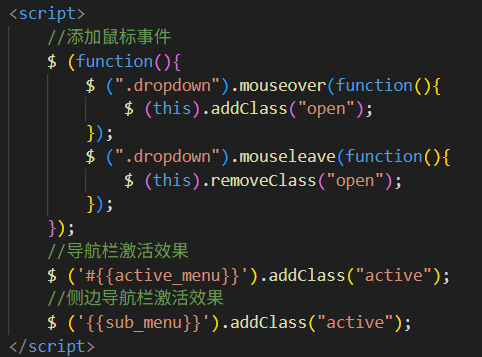 <script>
//添加鼠标事件
$ (function(){
$ (".dropdown").mouseover(function(){
$ (this).addClass("open");
});
$ (".dropdown").mouseleave(function(){
$ (this).removeClass("open");
});
});
//导航栏激活效果
$ ('#{{active_menu}}').addClass("active");
//侧边导航栏激活效果
$ ('{{sub_menu}}').addClass("active");
</script>